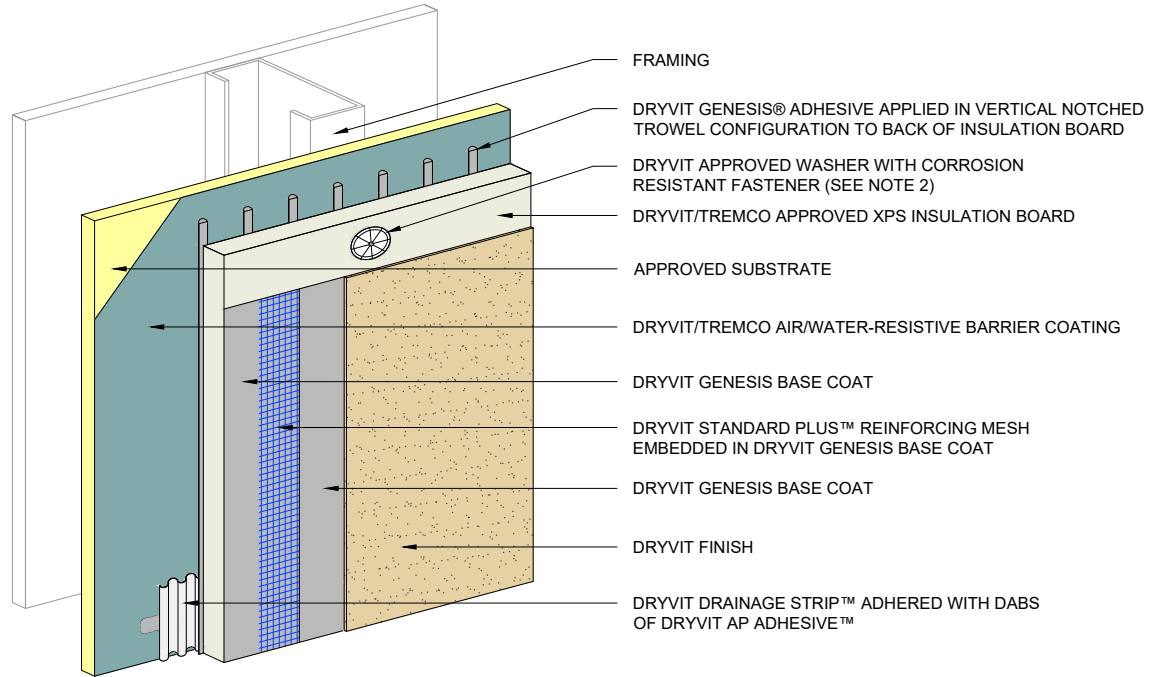 FRAMING
DRYVIT GENESIS® ADHESIVE APPLIED IN VERTICAL NOTCHED
TROWEL CONFIGURATION TO BACK OF INSULATION BOARD
DRYVIT APPROVED WASHER WITH CORROSION
RESISTANT FASTENER (SEE NOTE 2)
DRYVIT/TREMCO APPROVED XPS INSULATION BOARD
APPROVED SUBSTRATE
DRYVIT/TREMCO AIR/WATER-RESISTIVE BARRIER COATING
DRYVIT GENESIS BASE COAT
DRYVIT STANDARD PLUS™ REINFORCING MESH
EMBEDDED IN DRYVIT GENESIS BASE COAT
DRYVIT GENESIS BASE COAT
DRYVIT FINISH
DRYVIT DRAINAGE STRIP™ ADHERED WITH DABS
OF DRYVIT AP ADHESIVE™